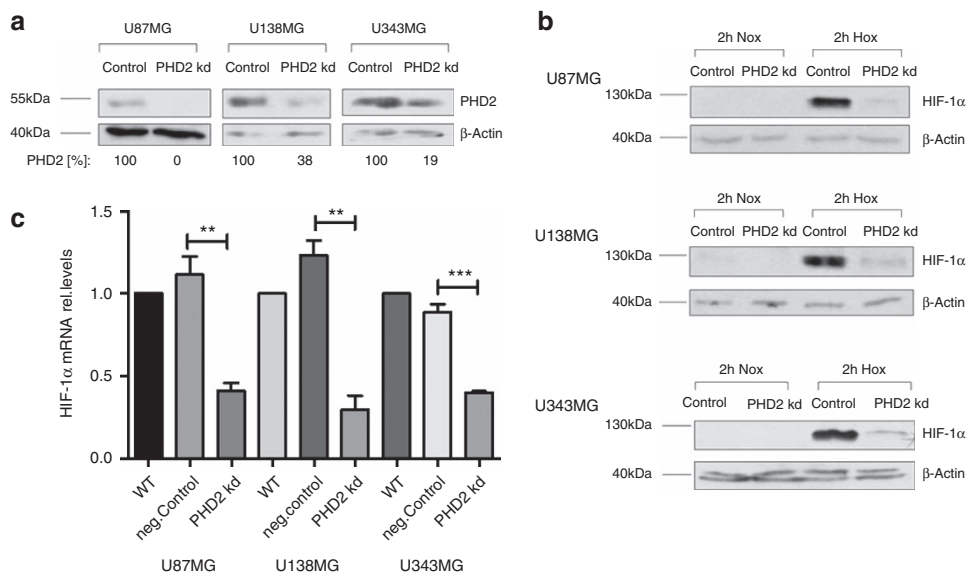 a
U87MG U138MG U343MG
Control PHD2 kd Control PHD2 kd Control PHD2 kd
55kDa PHD2
40kDa β-Actin
PHD2 [%]: 100 0 100 38 100 19
b
2h Nox 2h Hox
U87MG Control PHD2 kd Control PHD2 kd
130kDa HIF-1α
40kDa β-Actin
2h Nox 2h Hox
U138MG Control PHD2 kd Control PHD2 kd
130kDa HIF-1α
40kDa β-Actin
2h Nox 2h Hox
U343MG Control PHD2 kd Control PHD2 kd
130kDa HIF-1α
40kDa β-Actin
c
HIF-1α mRNA rel.levels
1.5
1.0
0.5
0.0
** ** ***
WT neg.Control PHD2 kd WT neg.control PHD2 kd WT neg.Control PHD2 kd
U87MG U138MG U343MG